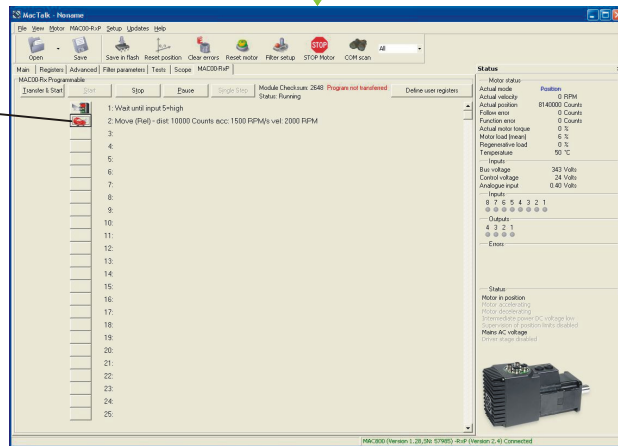 MacTalk - Noname
File View Motor MAC00-RxP Setup Updates Help
Open Save Save in flash Reset position Clear errors Reset motor Filter setup STOP Motor COM scan All
STOP
Main Registers Advanced Filter parameters Tests Scope MAC00-RxP
MAC00-Rx Programmable
Transfer & Start Start Stop Pause Single Step Module Checksum: 2648 Program not transferred Define user registers
Status: Running
1: Wait until input 5=high
2: Move (Rel) - dist: 10000 Counts acc: 1500 RPM/s vel: 2000 RPM
3:
4:
5:
6:
7:
8:
9:
10:
11:
12:
13:
14:
15:
16:
17:
18:
19:
20:
21:
22:
23:
24:
25:
Status
Motor status
Actual mode Position
Actual velocity 0 RPM
Actual position 8140000 Counts
Follow error 0 Counts
Function error 0 Counts
Actual motor torque 0 %
Motor load (mean) 6 %
Regenerative load 0 %
Temperature 50 °C
Inputs
Bus voltage 343 Volts
Control voltage 24 Volts
Analogue input 0.40 Volts
Inputs
8 7 6 5 4 3 2 1
Outputs
4 3 2 1
Errors
Status
Motor in position
Motor accelerating
Motor decelerating
Intermediate power DC voltage low
Supervision of position limits disabled
Mains AC voltage
Driver stage disabled
MAC800 (Version 1.28,SN: 57985) -RxP (Version 2.4) Connected